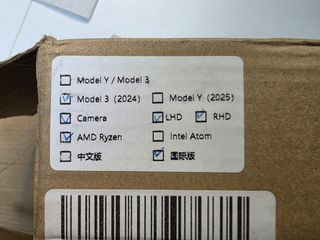 Model Y / Model 3
Model 3 (2024) Model Y (2025)
Camera LHD RHD
AMD Ryzen Intel Atom
中文版 国际版